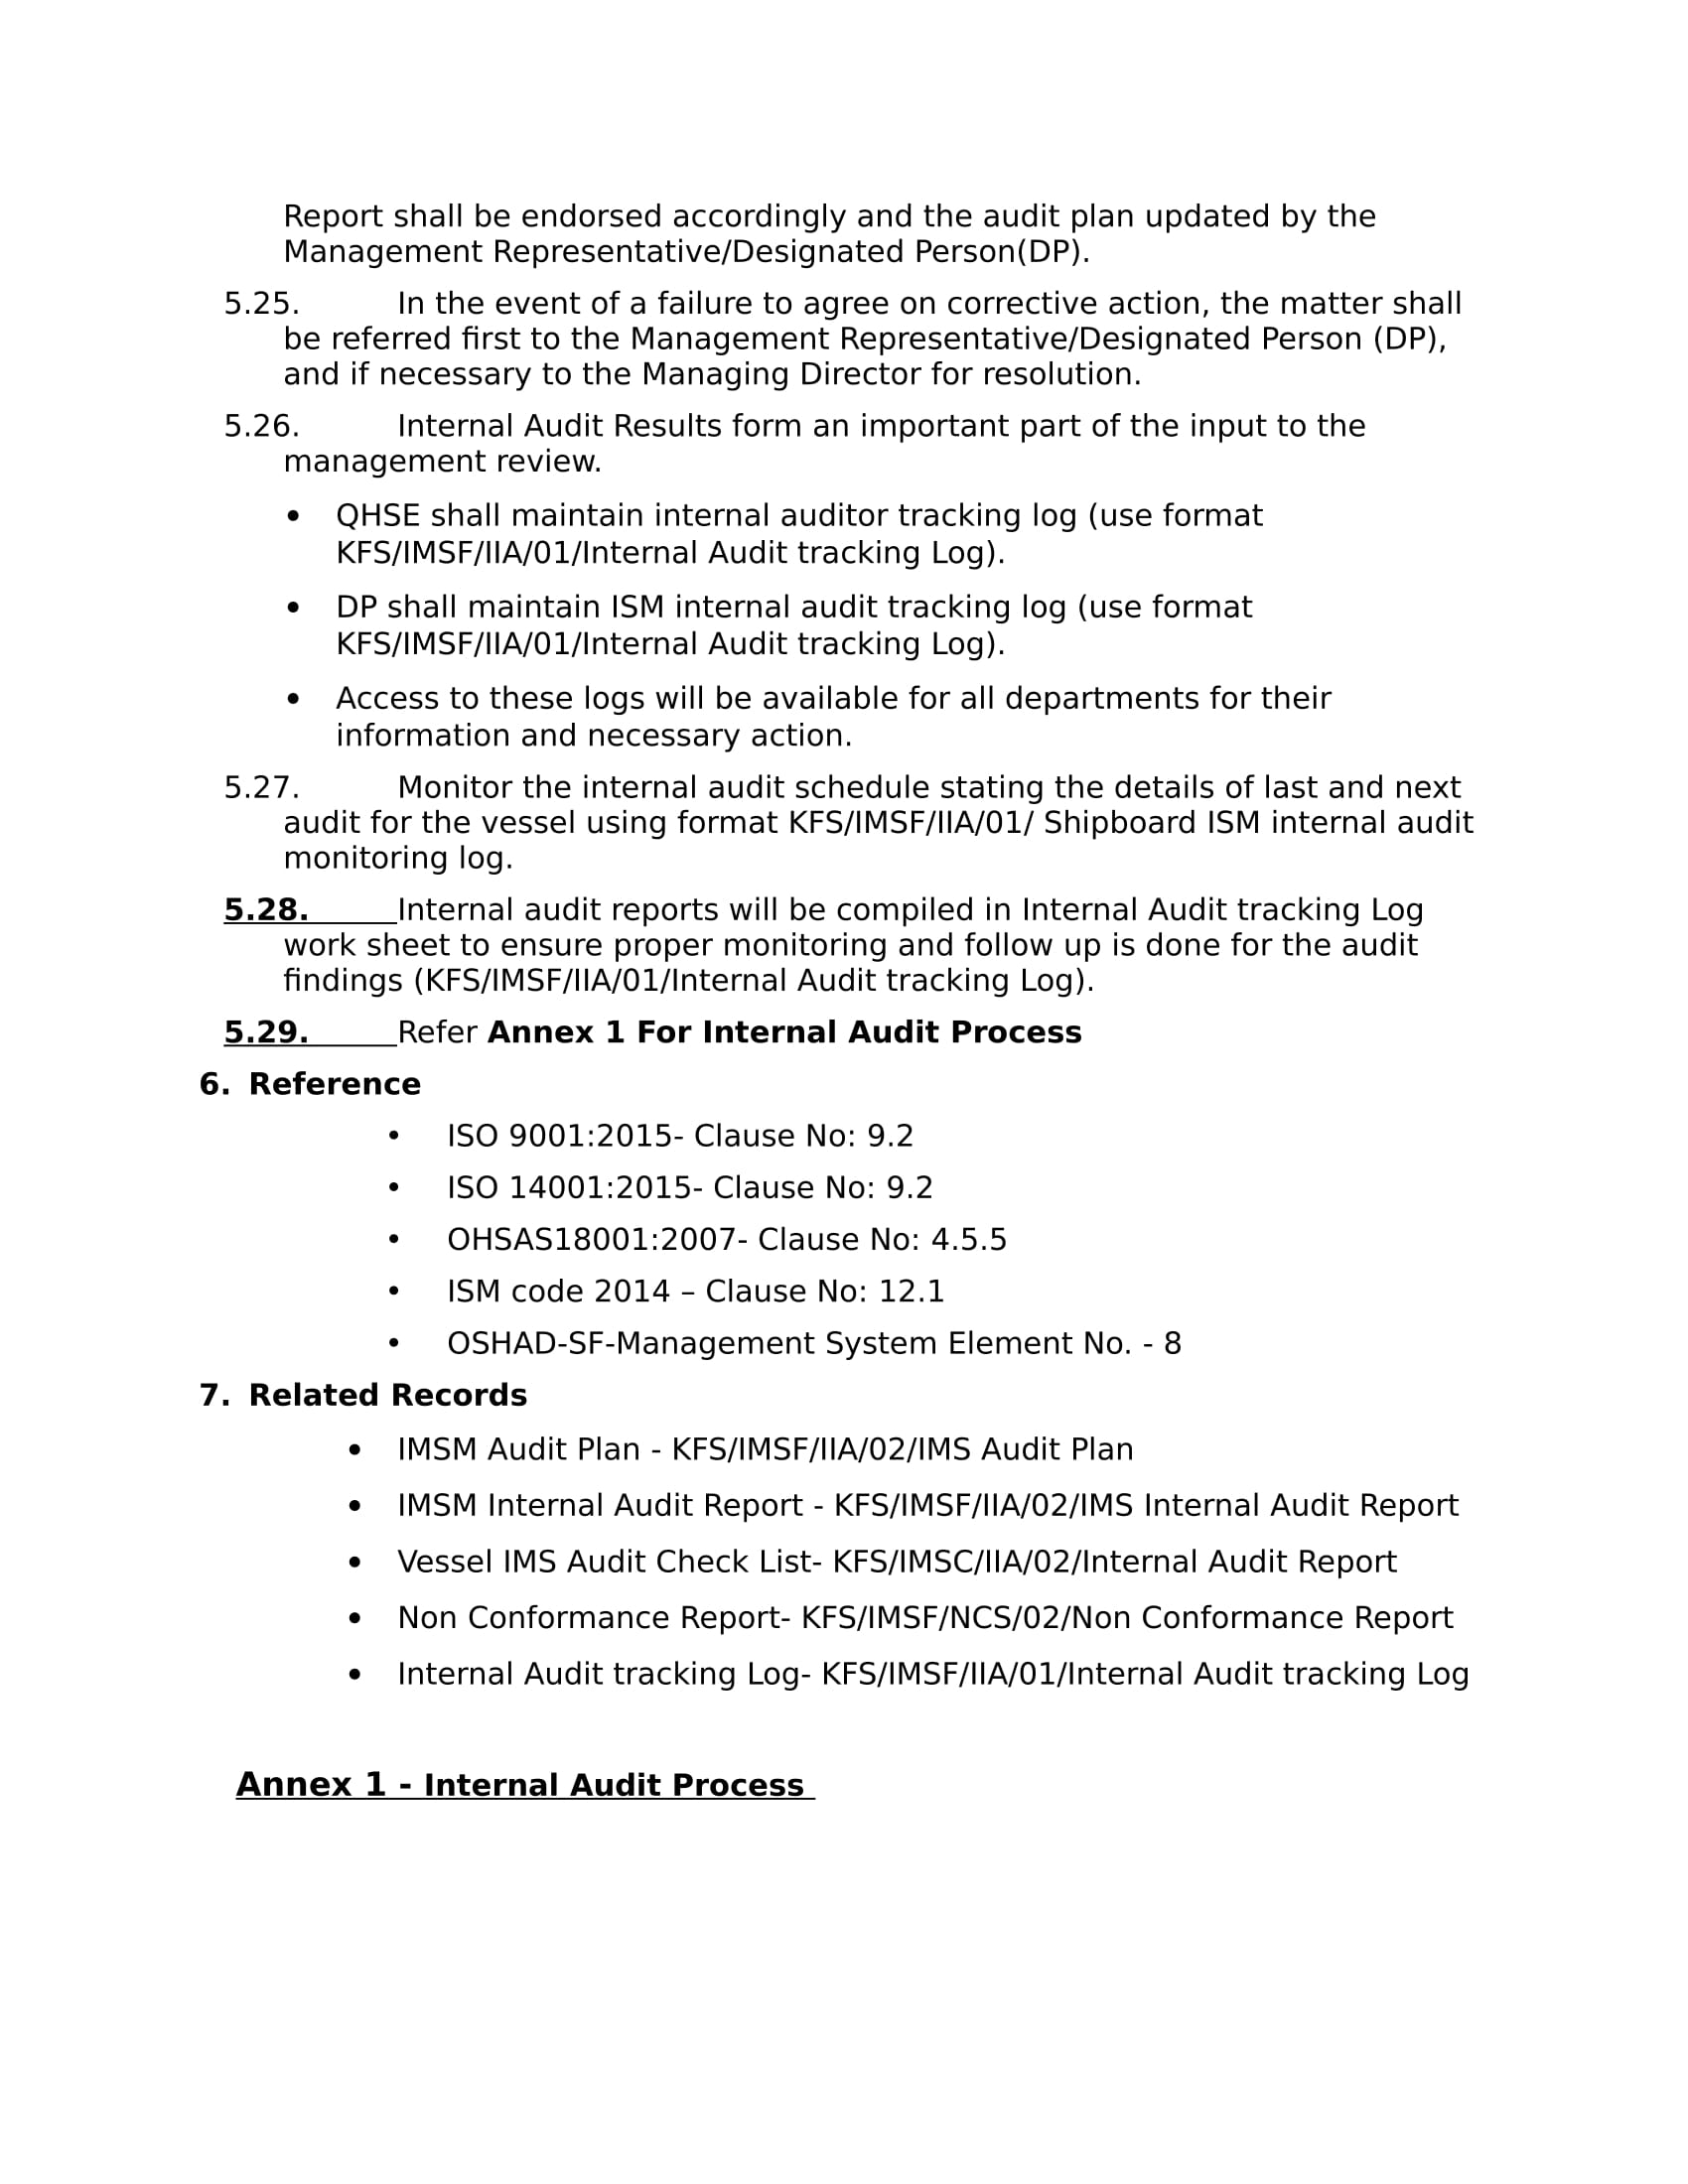 Report shall be endorsed accordingly and the audit plan updated by the
Management Representative/Designated Person(DP).
5.25. In the event of a failure to agree on corrective action, the matter shall
be referred first to the Management Representative/Designated Person (DP),
and if necessary to the Managing Director for resolution.
5.26. Internal Audit Results form an important part of the input to the
management review.
• QHSE shall maintain internal auditor tracking log (use format
KFS/IMSF/IIA/01/Internal Audit tracking Log).
• DP shall maintain ISM internal audit tracking log (use format
KFS/IMSF/IIA/01/Internal Audit tracking Log).
• Access to these logs will be available for all departments for their
information and necessary action.
5.27. Monitor the internal audit schedule stating the details of last and next
audit for the vessel using format KFS/IMSF/IIA/01/ Shipboard ISM internal audit
monitoring log.
5.28. Internal audit reports will be compiled in Internal Audit tracking Log
work sheet to ensure proper monitoring and follow up is done for the audit
findings (KFS/IMSF/IIA/01/Internal Audit tracking Log).
5.29. Refer Annex 1 For Internal Audit Process
6. Reference
• ISO 9001:2015- Clause No: 9.2
• ISO 14001:2015- Clause No: 9.2
• OHSAS18001:2007- Clause No: 4.5.5
• ISM code 2014 – Clause No: 12.1
• OSHAD-SF-Management System Element No. - 8
7. Related Records
• IMSM Audit Plan - KFS/IMSF/IIA/02/IMS Audit Plan
• IMSM Internal Audit Report - KFS/IMSF/IIA/02/IMS Internal Audit Report
• Vessel IMS Audit Check List- KFS/IMSC/IIA/02/Internal Audit Report
• Non Conformance Report- KFS/IMSF/NCS/02/Non Conformance Report
• Internal Audit tracking Log- KFS/IMSF/IIA/01/Internal Audit tracking Log
Annex 1 - Internal Audit Process